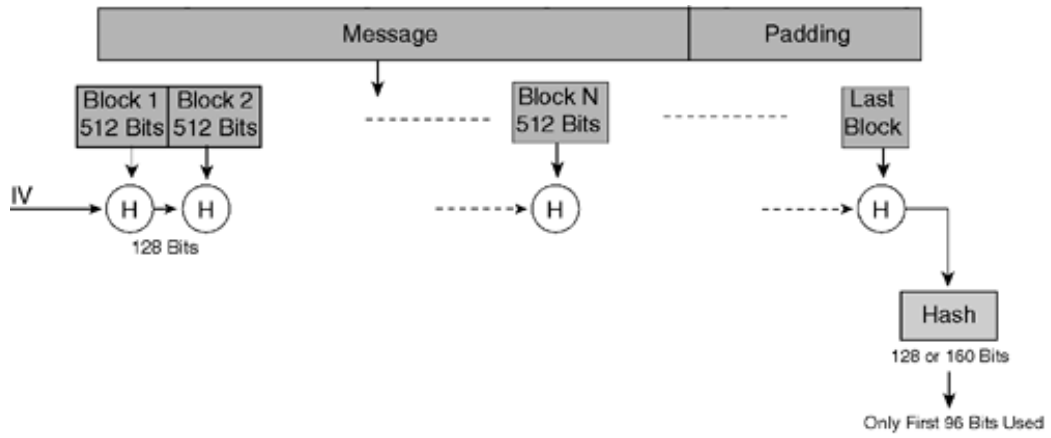 Message
Padding
Block 1
512 Bits
Block 2
512 Bits
Block N
512 Bits
Last
Block
IV
H
H
H
H
128 Bits
Hash
128 or 160 Bits
Only First 96 Bits Used